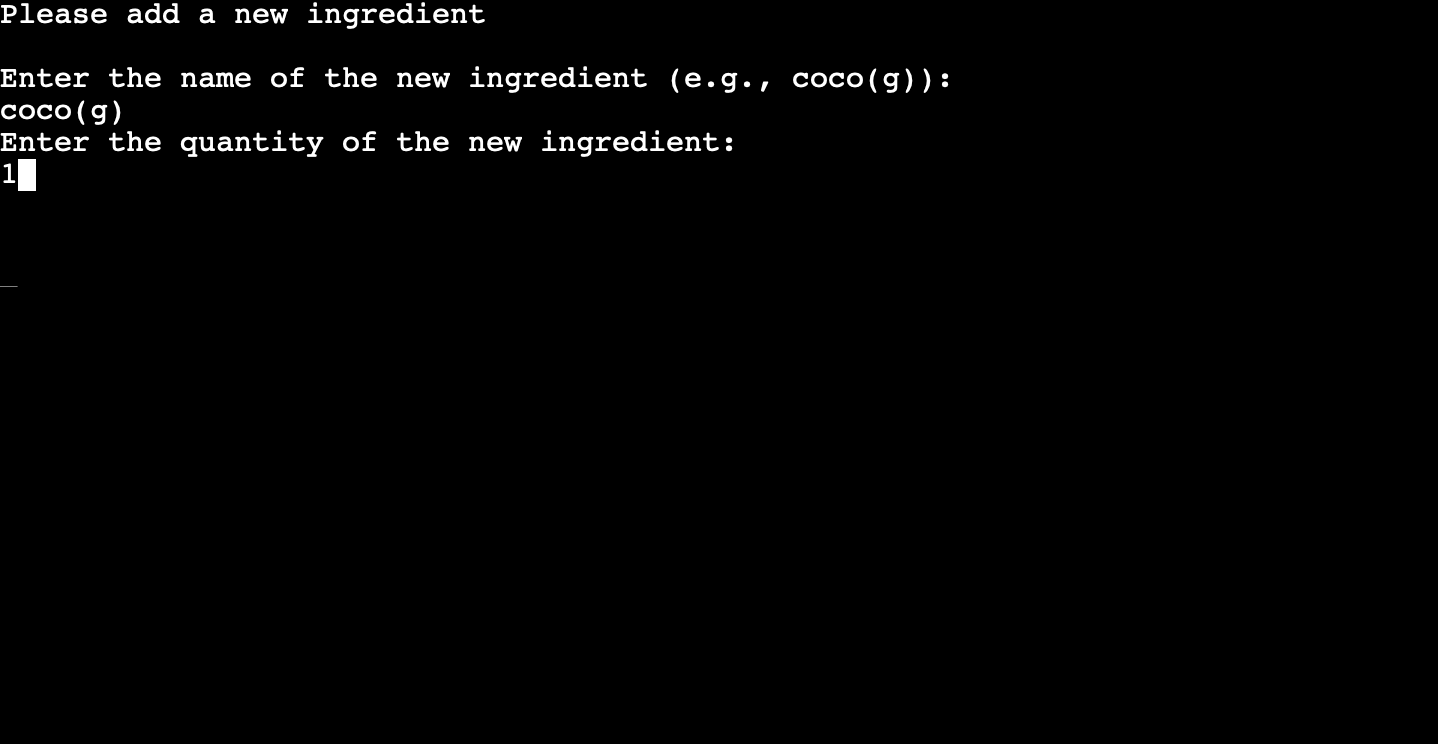 Please add a new ingredient
Enter the name of the new ingredient (e.g., coco(g)):
coco(g)
Enter the quantity of the new ingredient:
1
_